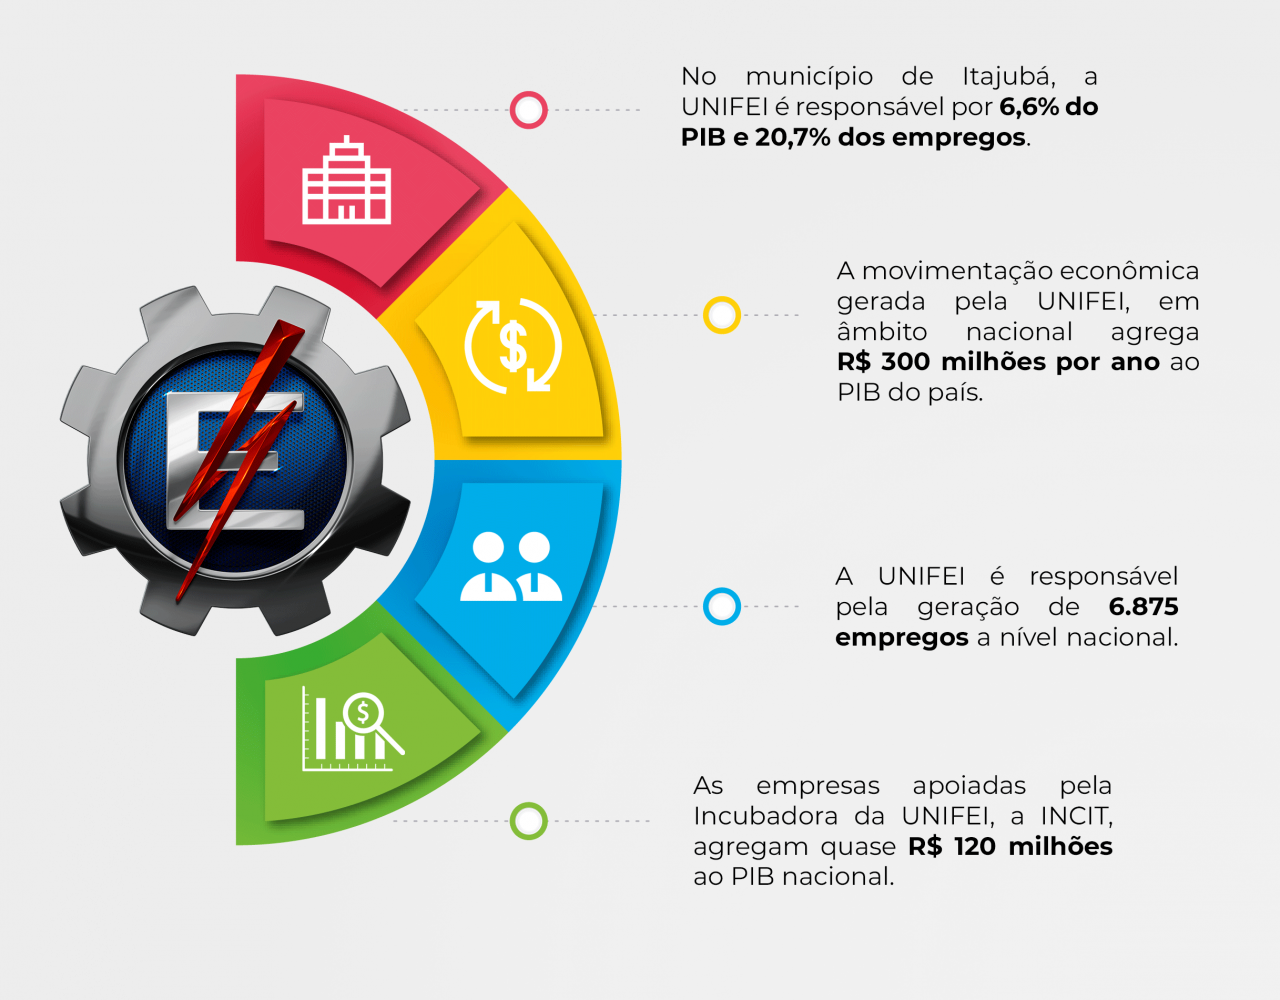 No município de Itajubá, a
UNIFEI é responsável por 6,6% do
PIB e 20,7% dos empregos.
A movimentação econômica
gerada pela UNIFEI, em
âmbito nacional agrega
R$ 300 milhões por ano ao
PIB do país.
A UNIFEI é responsável
pela geração de 6.875
empregos a nível nacional.
As empresas apoiadas pela
Incubadora da UNIFEI, a INCIT,
agregam quase R$ 120 milhões
ao PIB nacional.
E
$
$